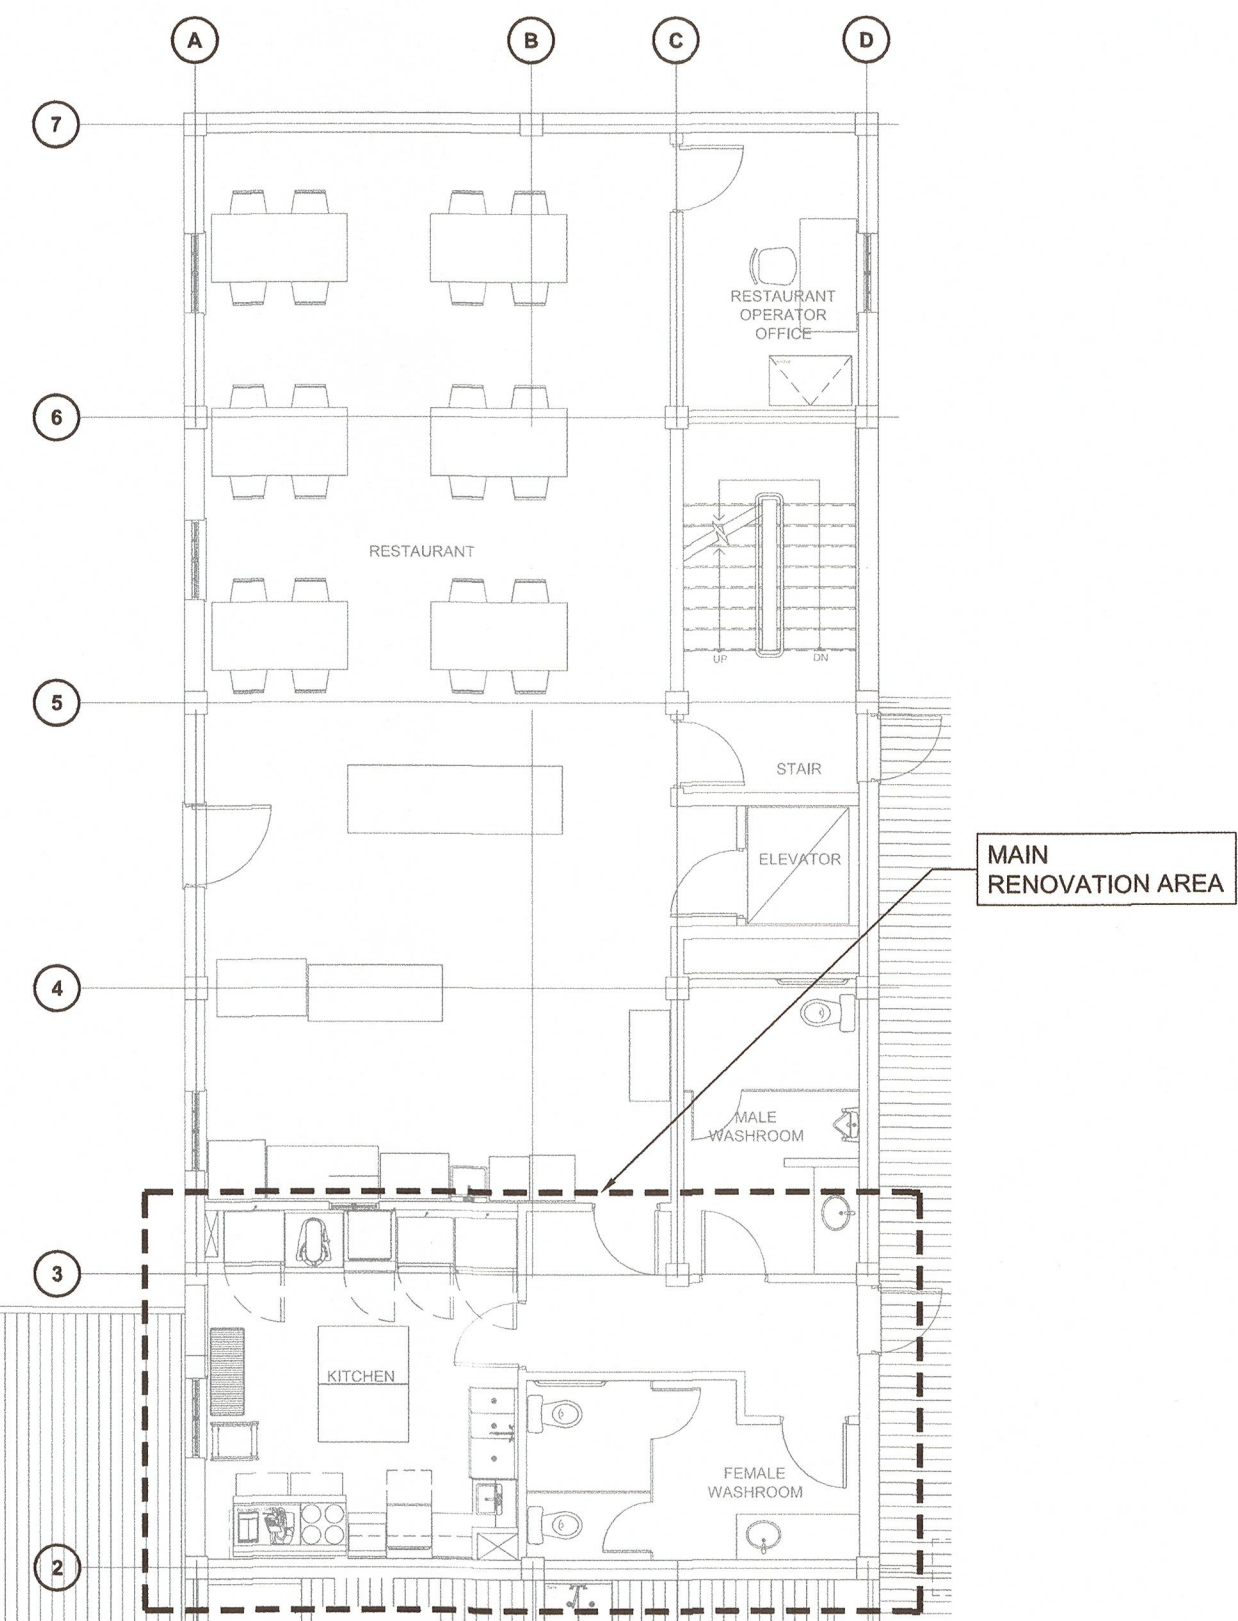 A
B
C
D
7
RESTAURANT
OPERATOR
OFFICE
6
RESTAURANT
UP
DN
5
STAIR
ELEVATOR
MAIN
RENOVATION AREA
4
MALE
WASHROOM
3
KITCHEN
FEMALE
WASHROOM
2